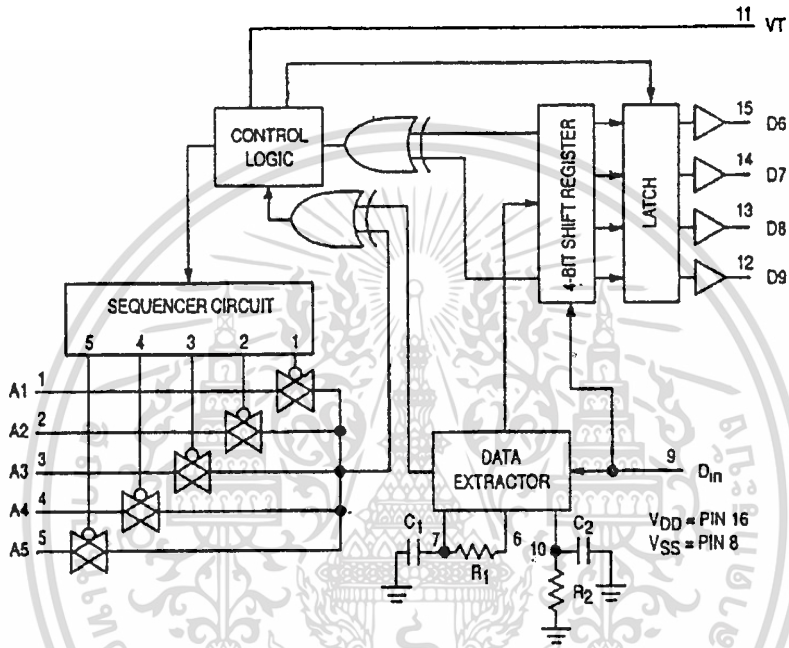 11 VT
CONTROL LOGIC
4-BIT SHIFT REGISTER
LATCH
15 D6
14 D7
13 D8
12 D9
SEQUENCER CIRCUIT
5 4 3 2 1
A1 1
A2 2
A3 3
A4 4
A5 5
DATA EXTRACTOR
9 Din
VDD = PIN 16
VSS = PIN 8
C1 7 R1 6
10 C2 R2